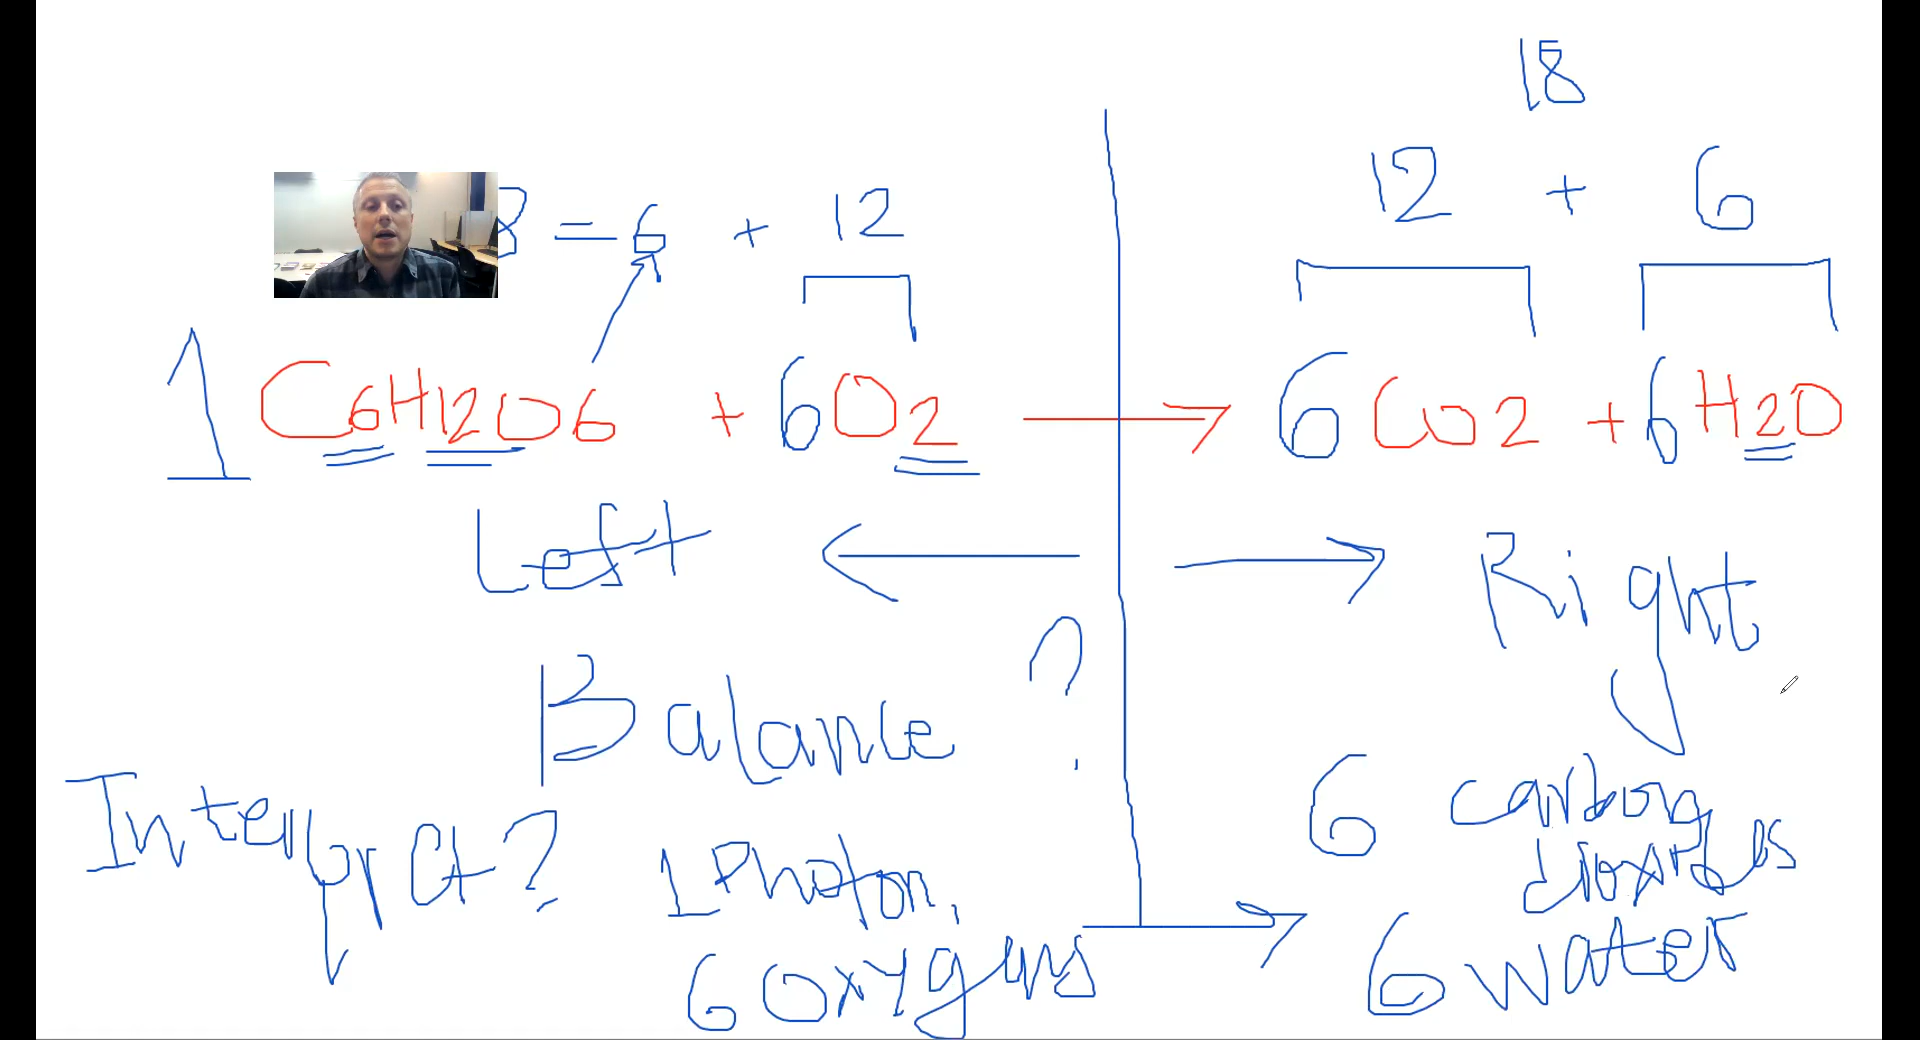 18
12 + 6
8 = 6 + 12
1 C6H12O6 + 6O2 → 6CO2 + 6H2O
Left ← → Right
Balance ?
Interpret? 1 Photon, → 6 carbon dioxides
6 oxygens 6 water